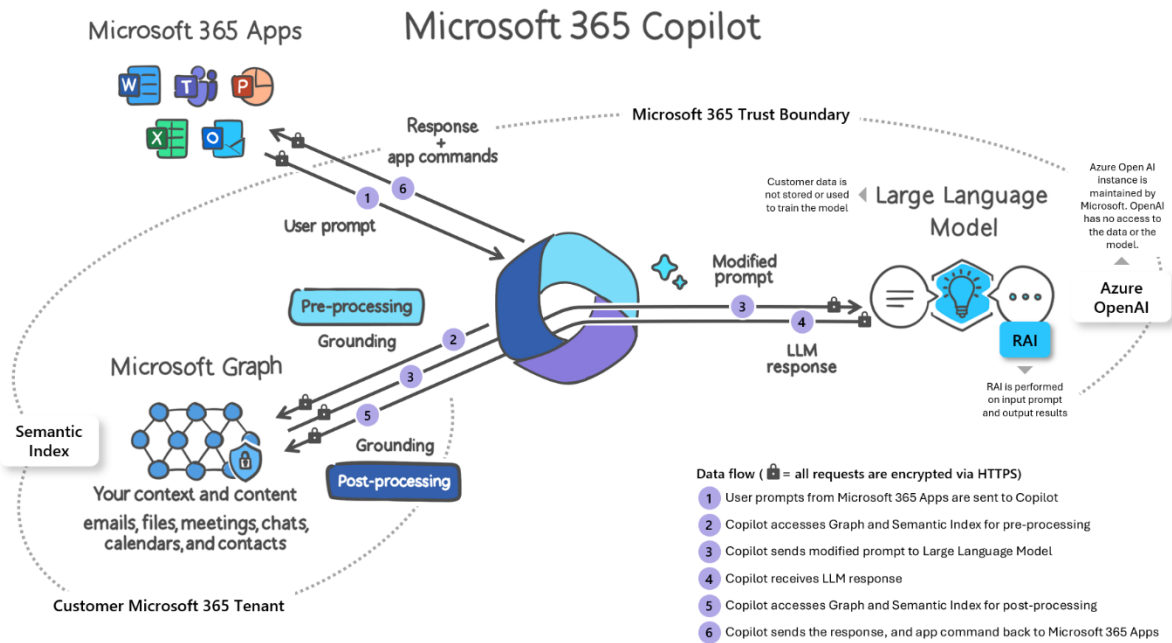 Microsoft 365 Copilot
Microsoft 365 Apps
W
T
P
X
O
Response
+
app commands
6
1
User prompt
Microsoft 365 Trust Boundary
Customer data is
not stored or used
to train the model
Large Language
Model
Azure Open AI
instance is
maintained by
Microsoft. OpenAI
has no access to
the data or the
model.
Azure
OpenAI
Modified
prompt
3
4
LLM
response
RAI
RAI is performed
on input prompt
and output results
Pre-processing
Grounding
2
3
5
Grounding
Post-processing
Microsoft Graph
Semantic
Index
Your context and content
emails, files, meetings, chats,
calendars, and contacts
Customer Microsoft 365 Tenant
Data flow ( = all requests are encrypted via HTTPS)
1 User prompts from Microsoft 365 Apps are sent to Copilot
2 Copilot accesses Graph and Semantic Index for pre-processing
3 Copilot sends modified prompt to Large Language Model
4 Copilot receives LLM response
5 Copilot accesses Graph and Semantic Index for post-processing
6 Copilot sends the response, and app command back to Microsoft 365 Apps